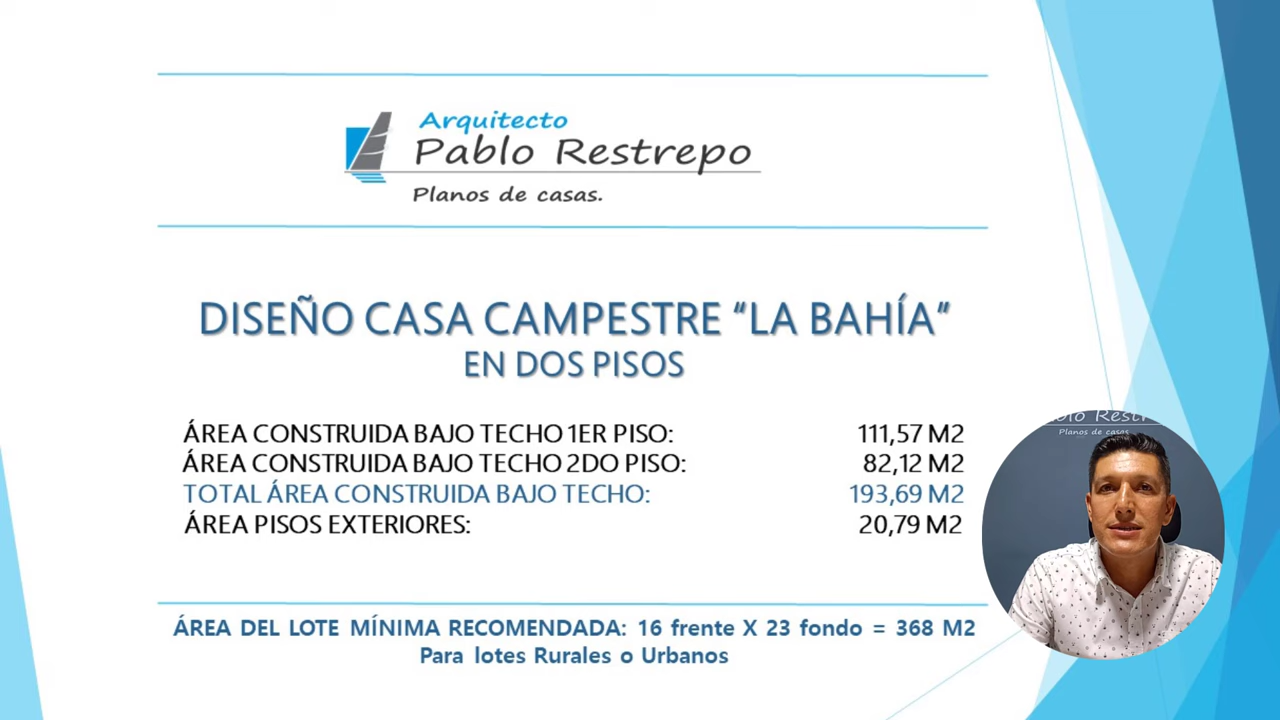 Arquitecto
Pablo Restrepo
Planos de casas.
DISEÑO CASA CAMPESTRE “LA BAHÍA”
EN DOS PISOS
ÁREA CONSTRUIDA BAJO TECHO 1ER PISO: 111,57 M2
ÁREA CONSTRUIDA BAJO TECHO 2DO PISO: 82,12 M2
TOTAL ÁREA CONSTRUIDA BAJO TECHO: 193,69 M2
ÁREA PISOS EXTERIORES: 20,79 M2
ÁREA DEL LOTE MÍNIMA RECOMENDADA: 16 frente X 23 fondo = 368 M2
Para lotes Rurales o Urbanos
Restrepo
Planos de casas